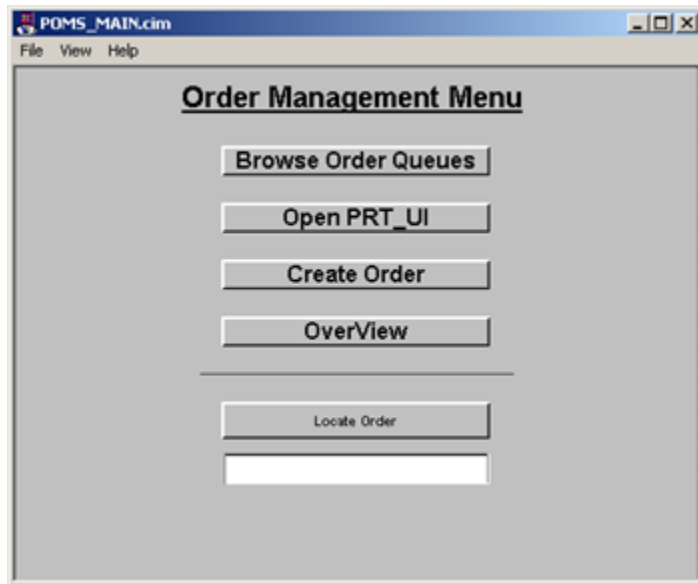 POMS_MAIN.cim
File View Help
Order Management Menu
Browse Order Queues
Open PRT_UI
Create Order
OverView
Locate Order